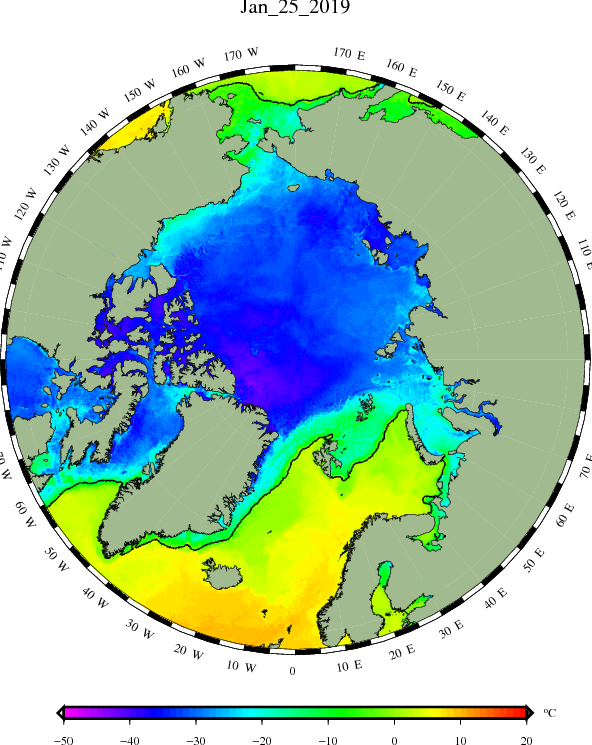 Jan_25_2019
170 W
170 E
160 W
160 E
150 W
150 E
140 W
140 E
130 W
130 E
120 W
120 E
110 E
70 E
60 W
60 E
50 W
50 E
40 W
40 E
30 W
30 E
20 W
20 E
10 W
10 E
0
°C
−50 −40 −30 −20 −10 0 10 20